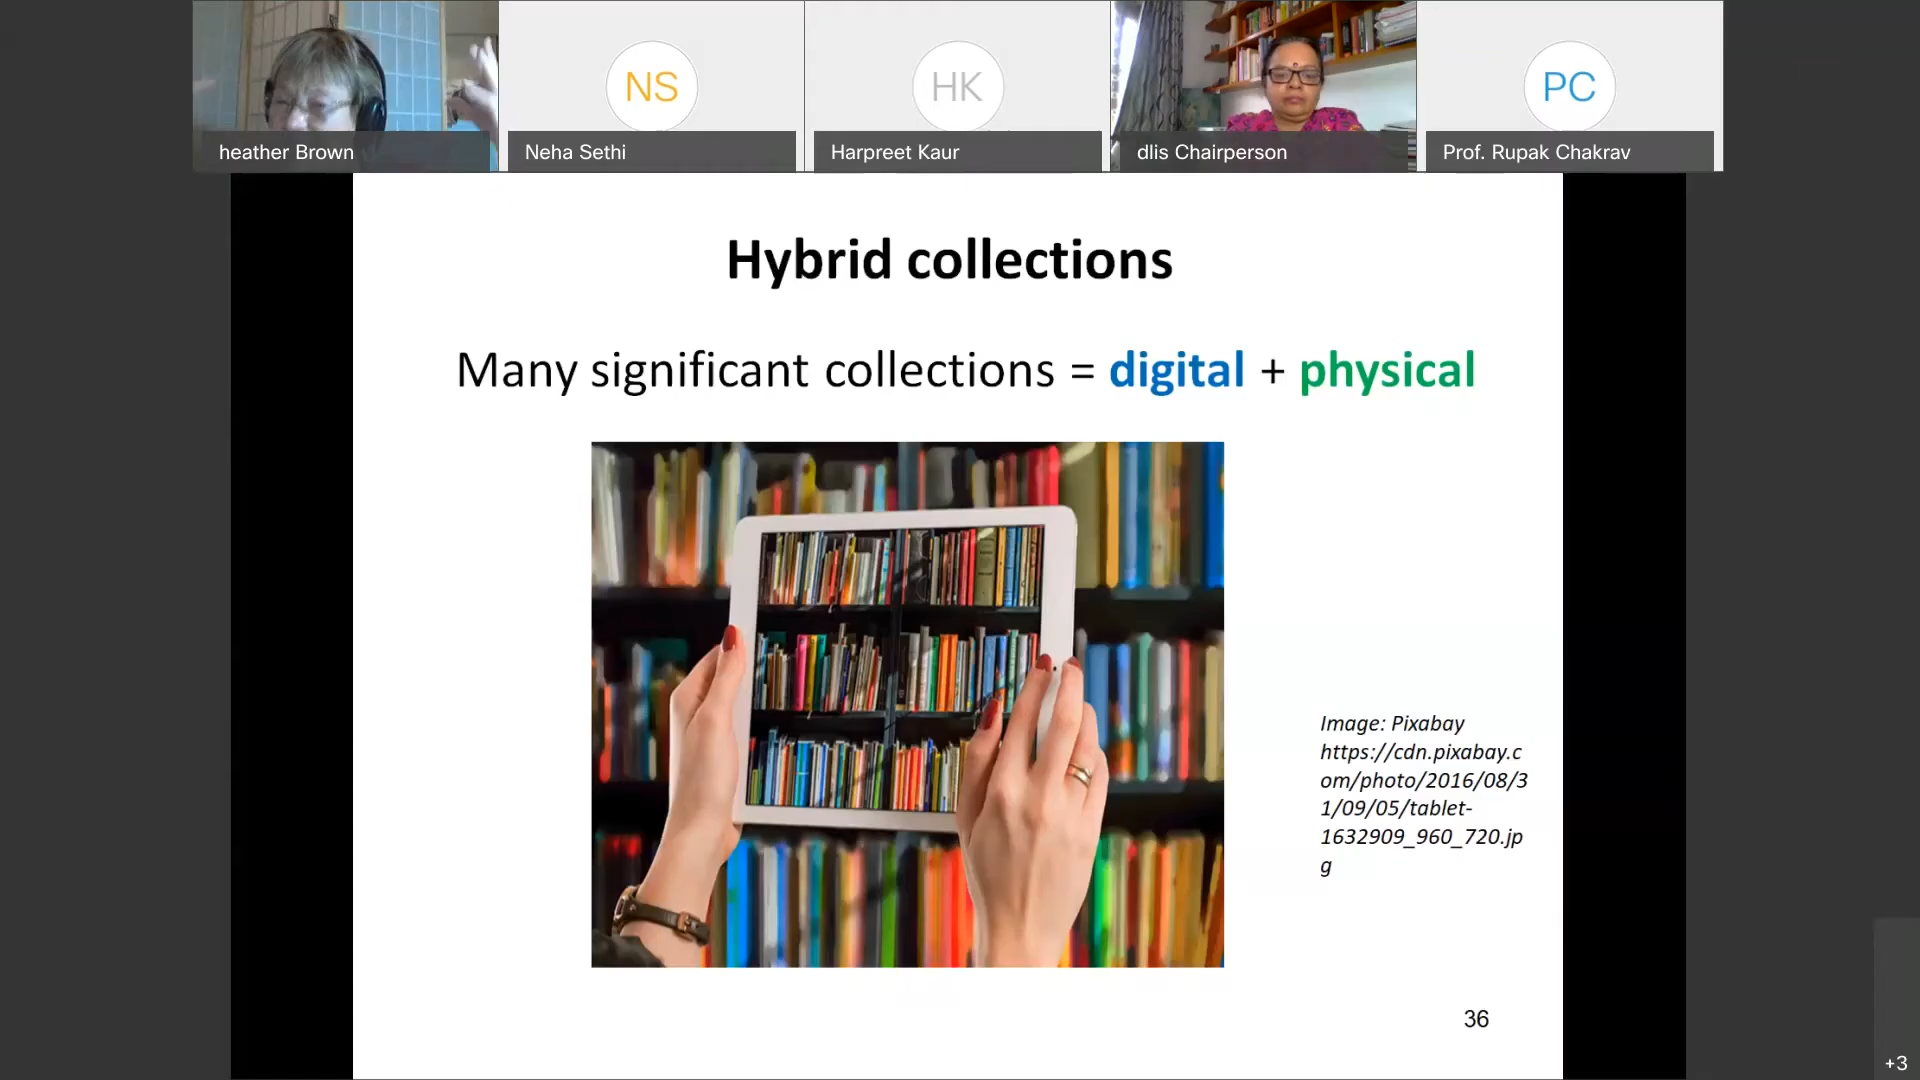 NS
HK
PC
heather Brown
Neha Sethi
Harpreet Kaur
dlis Chairperson
Prof. Rupak Chakrav
Hybrid collections
Many significant collections = digital + physical
Image: Pixabay
https://cdn.pixabay.c
om/photo/2016/08/3
1/09/05/tablet-
1632909_960_720.jp
g
36
+3